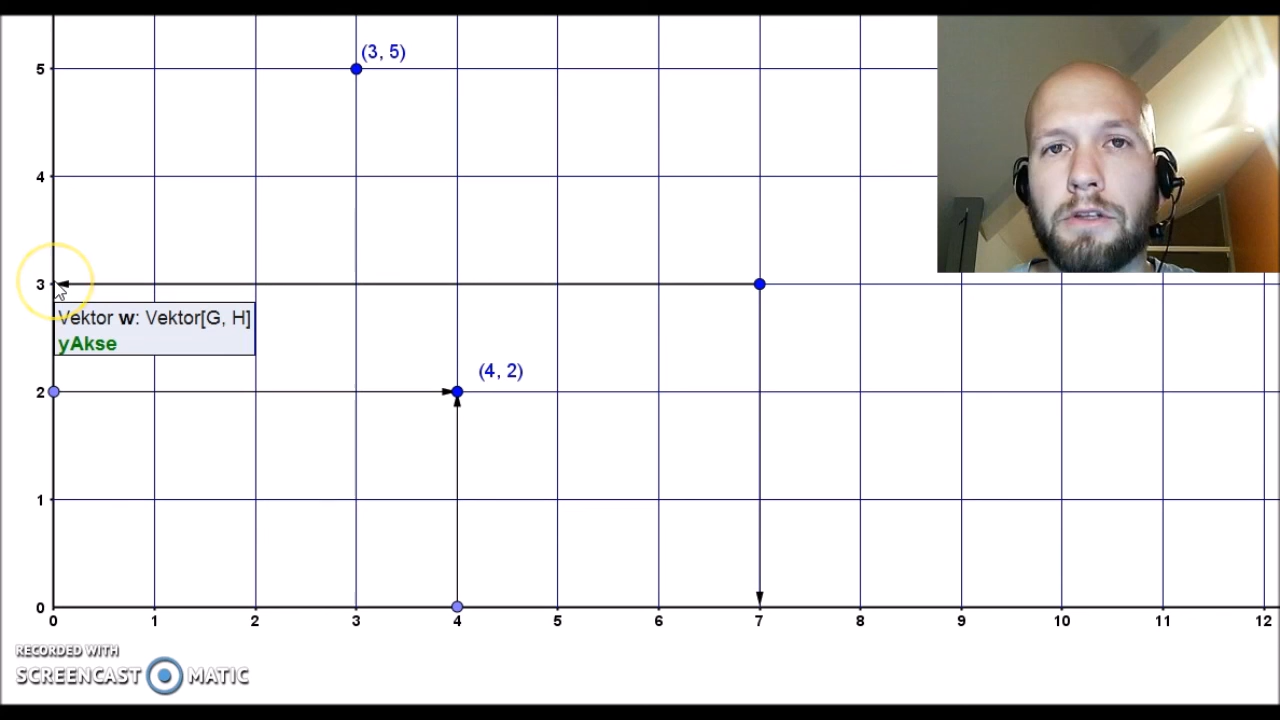 (3, 5)
5
4
3
Vektor w: Vektor[G, H]
yAkse
(4, 2)
2
1
0
0 1 2 3 4 5 6 7 8 9 10 11 12
RECORDED WITH
SCREENCAST MATIC